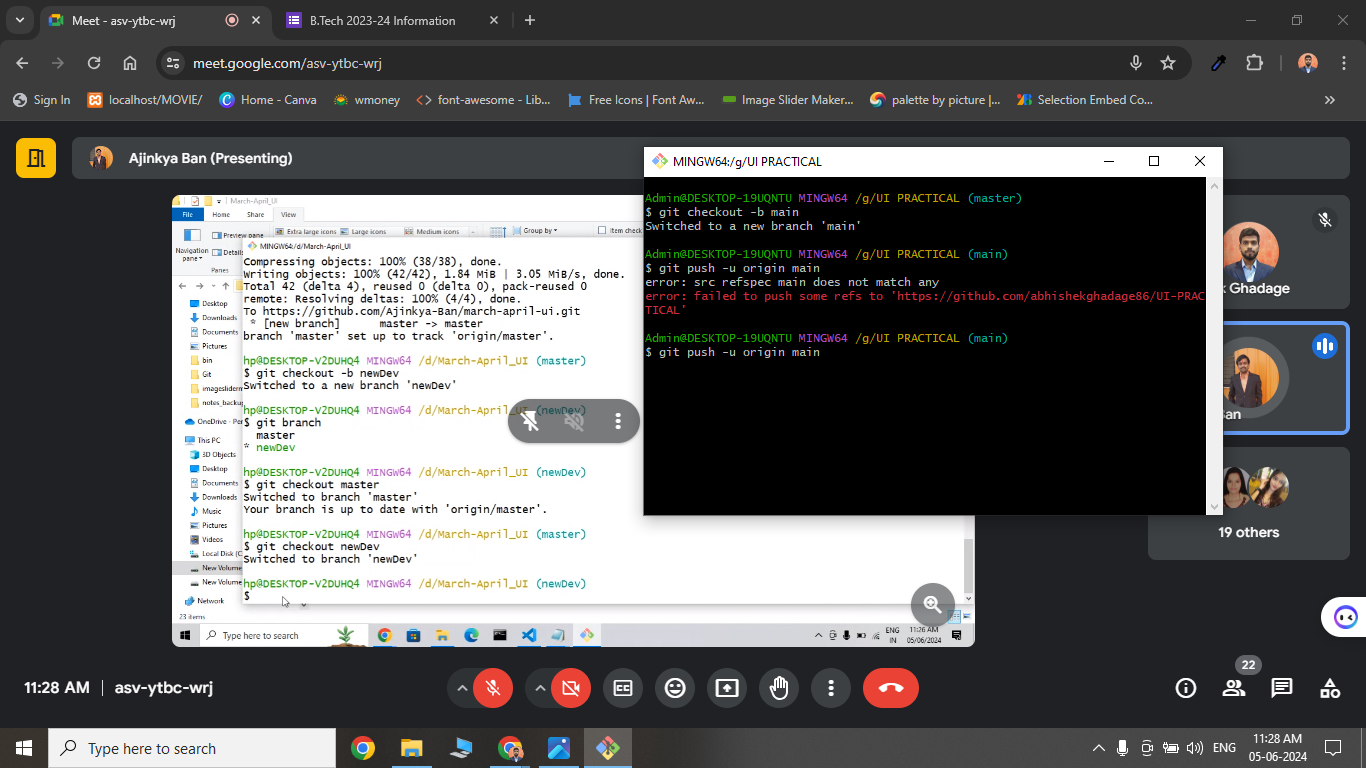 Meet - asv-ytbc-wrj
B.Tech 2023-24 Information
meet.google.com/asv-ytbc-wrj
Sign In
localhost/MOVIE/
Home - Canva
wmoney
font-awesome - Lib...
Free Icons | Font Aw...
Image Slider Maker...
palette by picture |...
Selection Embed Co...
Ajinkya Ban (Presenting)
March-April_UI
File Home Share View
Navigation pane
Preview pane
Details
Panes
Extra large icons
Large icons
Medium icons
Group by
Item check
MINGW64:/d/March-April_UI
Compressing objects: 100% (38/38), done.
Writing objects: 100% (42/42), 1.84 MiB | 3.05 MiB/s, done.
Total 42 (delta 4), reused 0 (delta 0), pack-reused 0
remote: Resolving deltas: 100% (4/4), done.
To https://github.com/Ajinkya-Ban/march-april-ui.git
* [new branch] master -> master
branch 'master' set up to track 'origin/master'.
hp@DESKTOP-V2DUHQ4 MINGW64 /d/March-April_UI (master)
$ git checkout -b newDev
Switched to a new branch 'newDev'
hp@DESKTOP-V2DUHQ4 MINGW64 /d/March-April_UI (newDev)
$ git branch
master
* newDev
hp@DESKTOP-V2DUHQ4 MINGW64 /d/March-April_UI (newDev)
$ git checkout master
Switched to branch 'master'
Your branch is up to date with 'origin/master'.
hp@DESKTOP-V2DUHQ4 MINGW64 /d/March-April_UI (master)
$ git checkout newDev
Switched to branch 'newDev'
hp@DESKTOP-V2DUHQ4 MINGW64 /d/March-April_UI (newDev)
$
Desktop
Downloads
Documents
Pictures
bin
Git
imagesliderm
notes_backup
OneDrive - Per
This PC
3D Objects
Desktop
Documents
Downloads
Music
Pictures
Videos
Local Disk (C
New Volume
New Volume
Network
23 items
Type here to search
ENG
IN
11:26 AM
05/06/2024
MINGW64:/g/UI PRACTICAL
Admin@DESKTOP-19UQNTU MINGW64 /g/UI PRACTICAL (master)
$ git checkout -b main
Switched to a new branch 'main'
Admin@DESKTOP-19UQNTU MINGW64 /g/UI PRACTICAL (main)
$ git push -u origin main
error: src refspec main does not match any
error: failed to push some refs to 'https://github.com/abhishekghadage86/UI-PRAC
TICAL'
Admin@DESKTOP-19UQNTU MINGW64 /g/UI PRACTICAL (main)
$ git push -u origin main
k Ghadage
Ban
19 others
11:28 AM | asv-ytbc-wrj
22
Type here to search
ENG
11:28 AM
05-06-2024